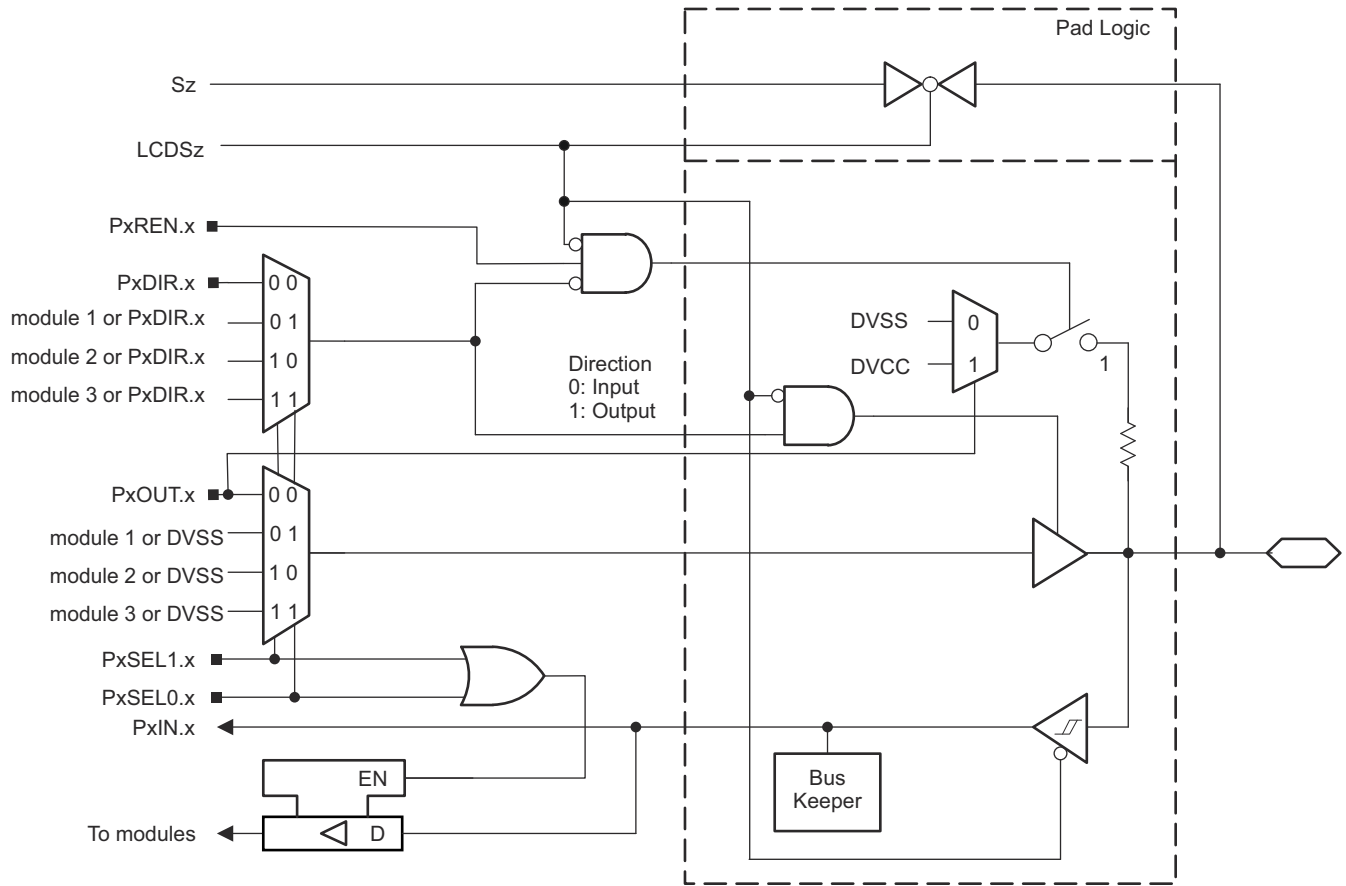 Pad Logic
Sz
LCDSz
PxREN.x
PxDIR.x
0 0
module 1 or PxDIR.x
0 1
module 2 or PxDIR.x
1 0
module 3 or PxDIR.x
1 1
Direction
0: Input
1: Output
DVSS
0
DVCC
1
1
PxOUT.x
0 0
module 1 or DVSS
0 1
module 2 or DVSS
1 0
module 3 or DVSS
1 1
PxSEL1.x
PxSEL0.x
PxIN.x
EN
Bus
Keeper
To modules
D